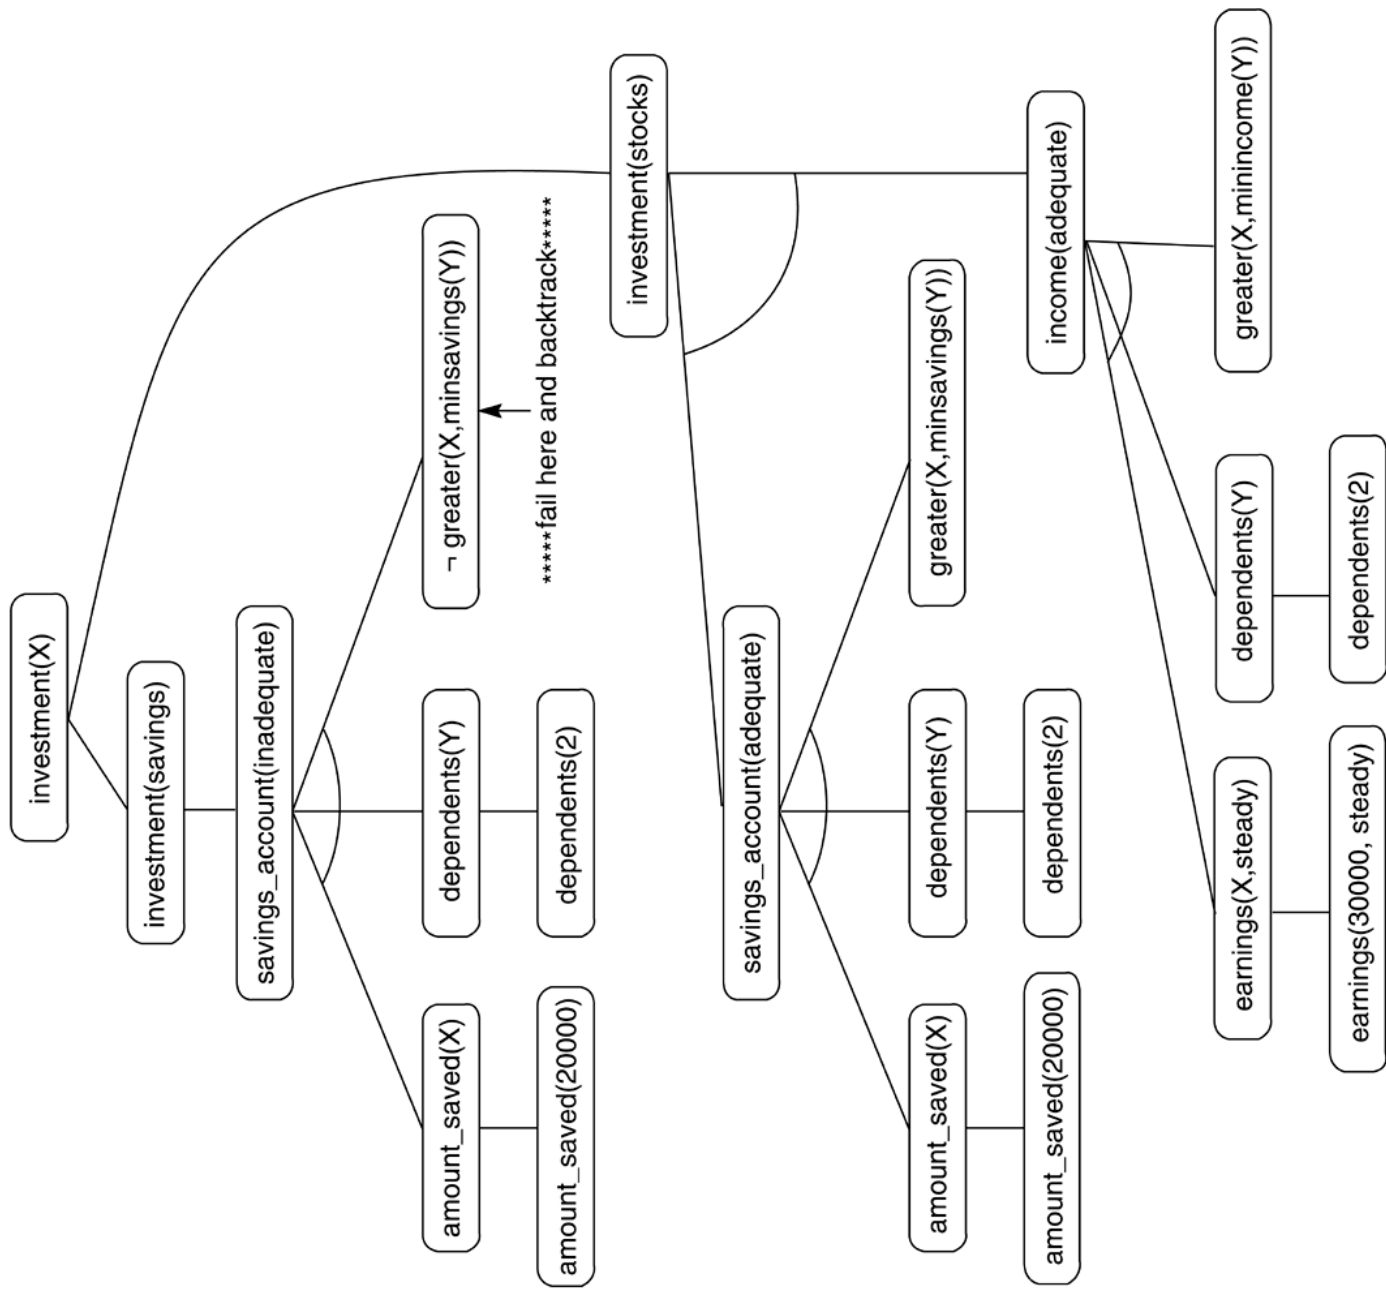 investment(X)
investment(savings)
savings_account(inadequate)
amount_saved(X)
dependents(Y)
¬ greater(X,minsavings(Y))
amount_saved(20000)
dependents(2)
*****fail here and backtrack*****
investment(stocks)
savings_account(adequate)
amount_saved(X)
dependents(Y)
greater(X,minsavings(Y))
amount_saved(20000)
dependents(2)
income(adequate)
earnings(X,steady)
dependents(Y)
greater(X,minincome(Y))
earnings(30000, steady)
dependents(2)